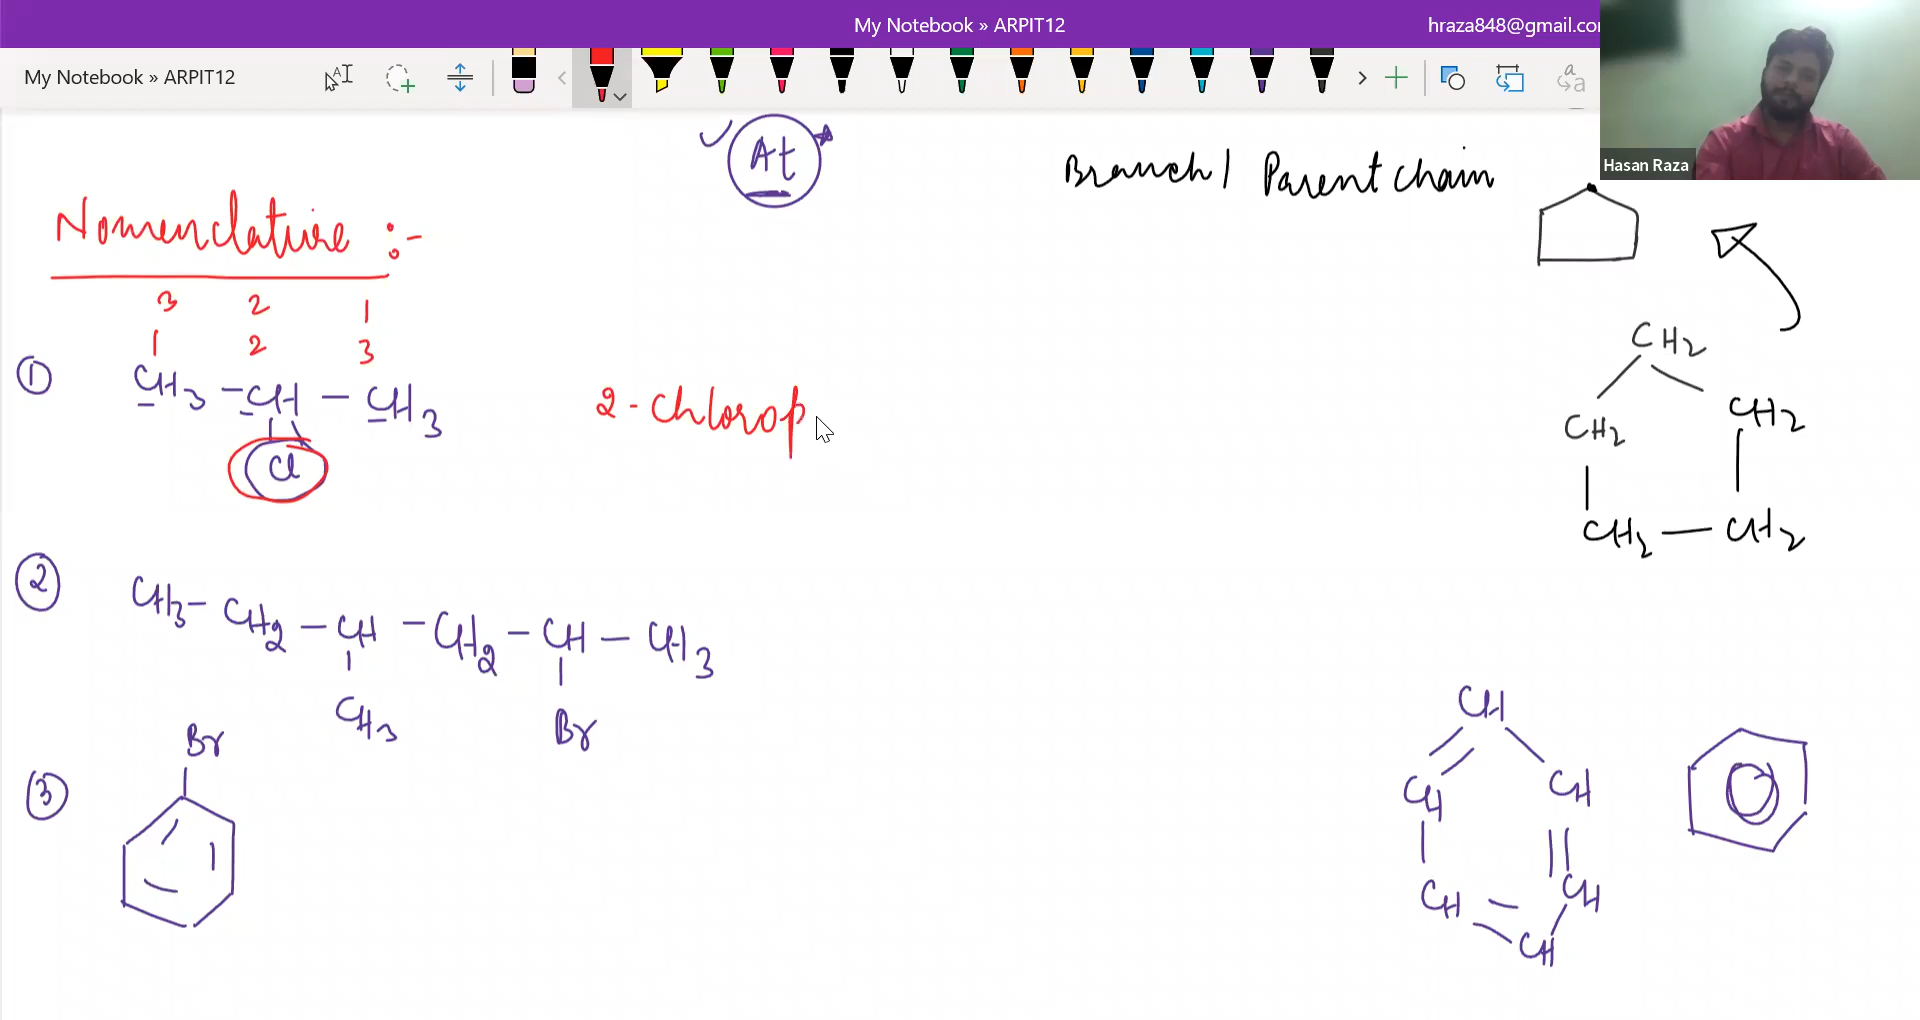 My Notebook » ARPIT12
hraza848@gmail.co
My Notebook » ARPIT12
Hasan Raza
At
Branch / Parent chain
Nomenclature :-
3 2 1
1 2 3
① CH3 - CH - CH3
Cl
2 - Chlorop
CH2
CH2 CH2
CH2 - CH2
② CH3 - CH2 - CH - CH2 - CH - CH3
CH3 Br
③ Br
CH
CH CH
CH CH
CH